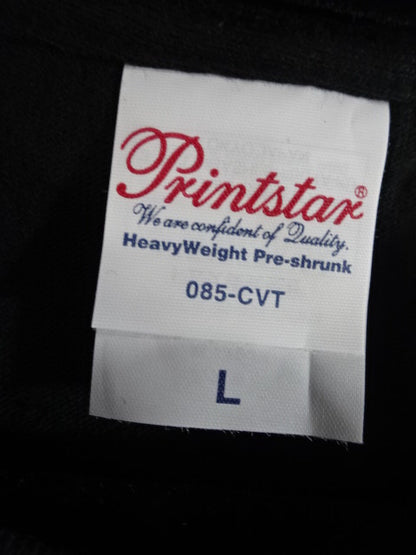 Printstar®
We are confident of Quality.
HeavyWeight Pre-shrunk
085-CVT
L